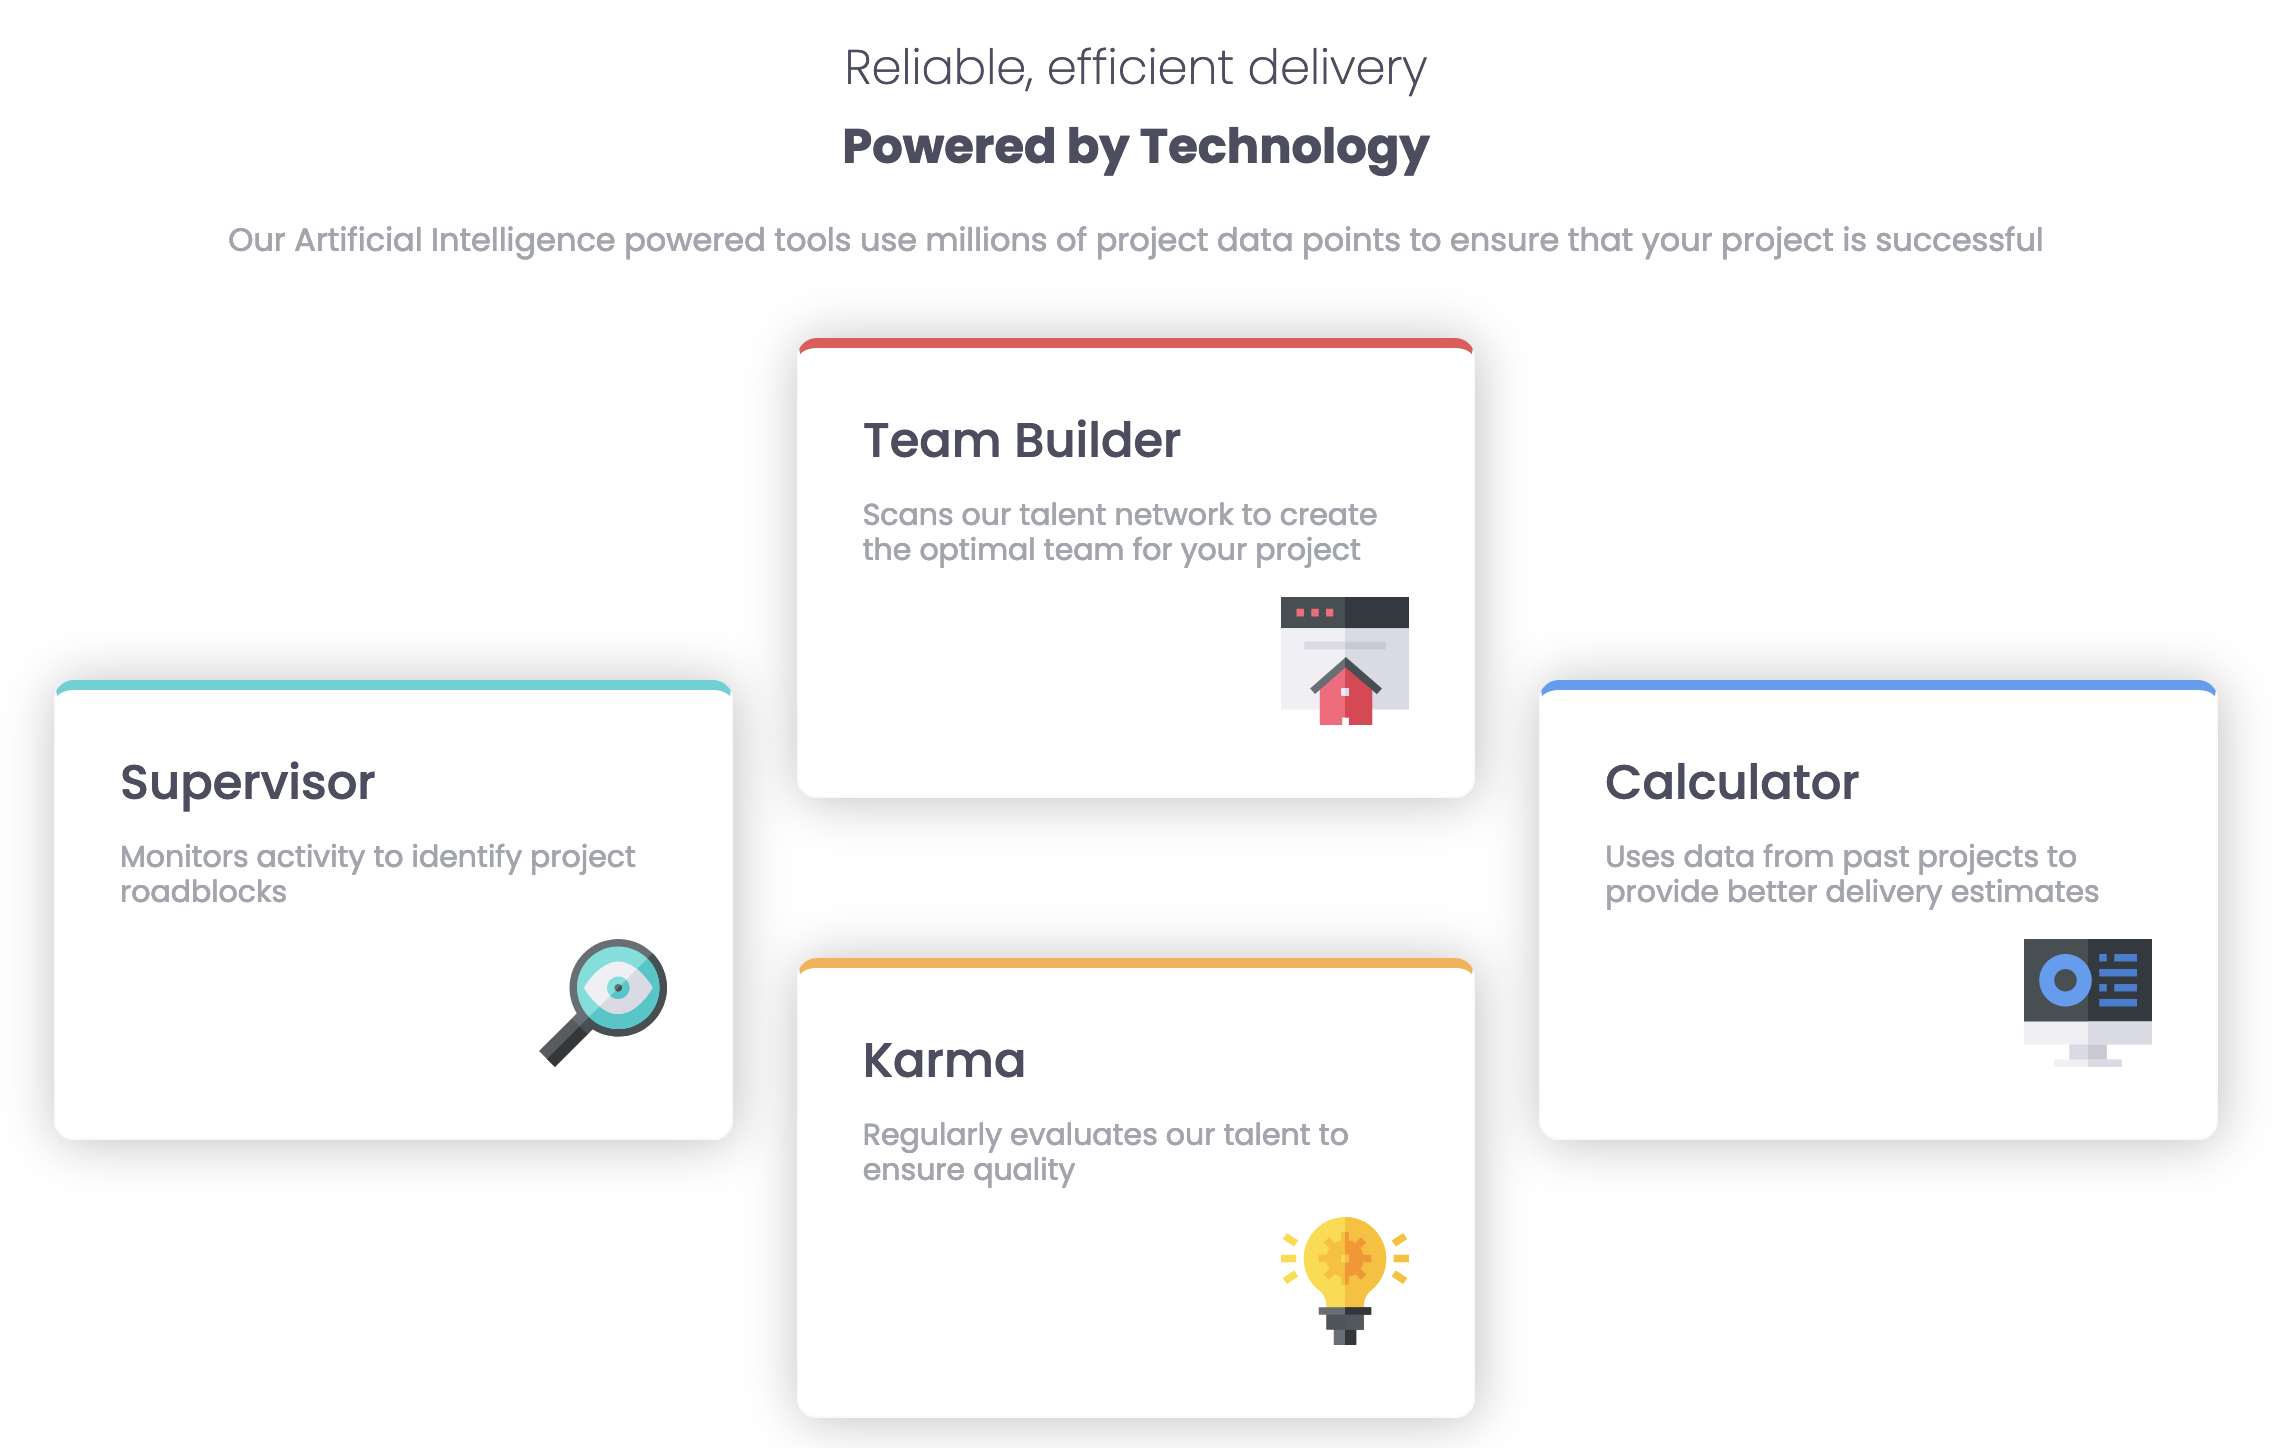 Reliable, efficient delivery
Powered by Technology
Our Artificial Intelligence powered tools use millions of project data points to ensure that your project is successful
Team Builder
Scans our talent network to create
the optimal team for your project
Supervisor
Monitors activity to identify project
roadblocks
Calculator
Uses data from past projects to
provide better delivery estimates
Karma
Regularly evaluates our talent to
ensure quality